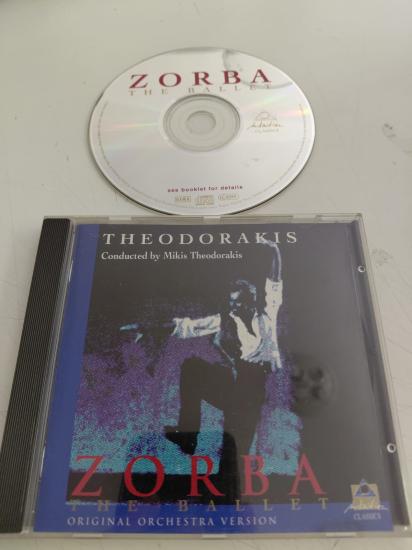 ZORBA
THE BALLET
CLASSICS
see booklet for details
THEODORAKIS
Conducted by Mikis Theodorakis
ZORBA
THE BALLET
ORIGINAL ORCHESTRA VERSION
CLASSICS